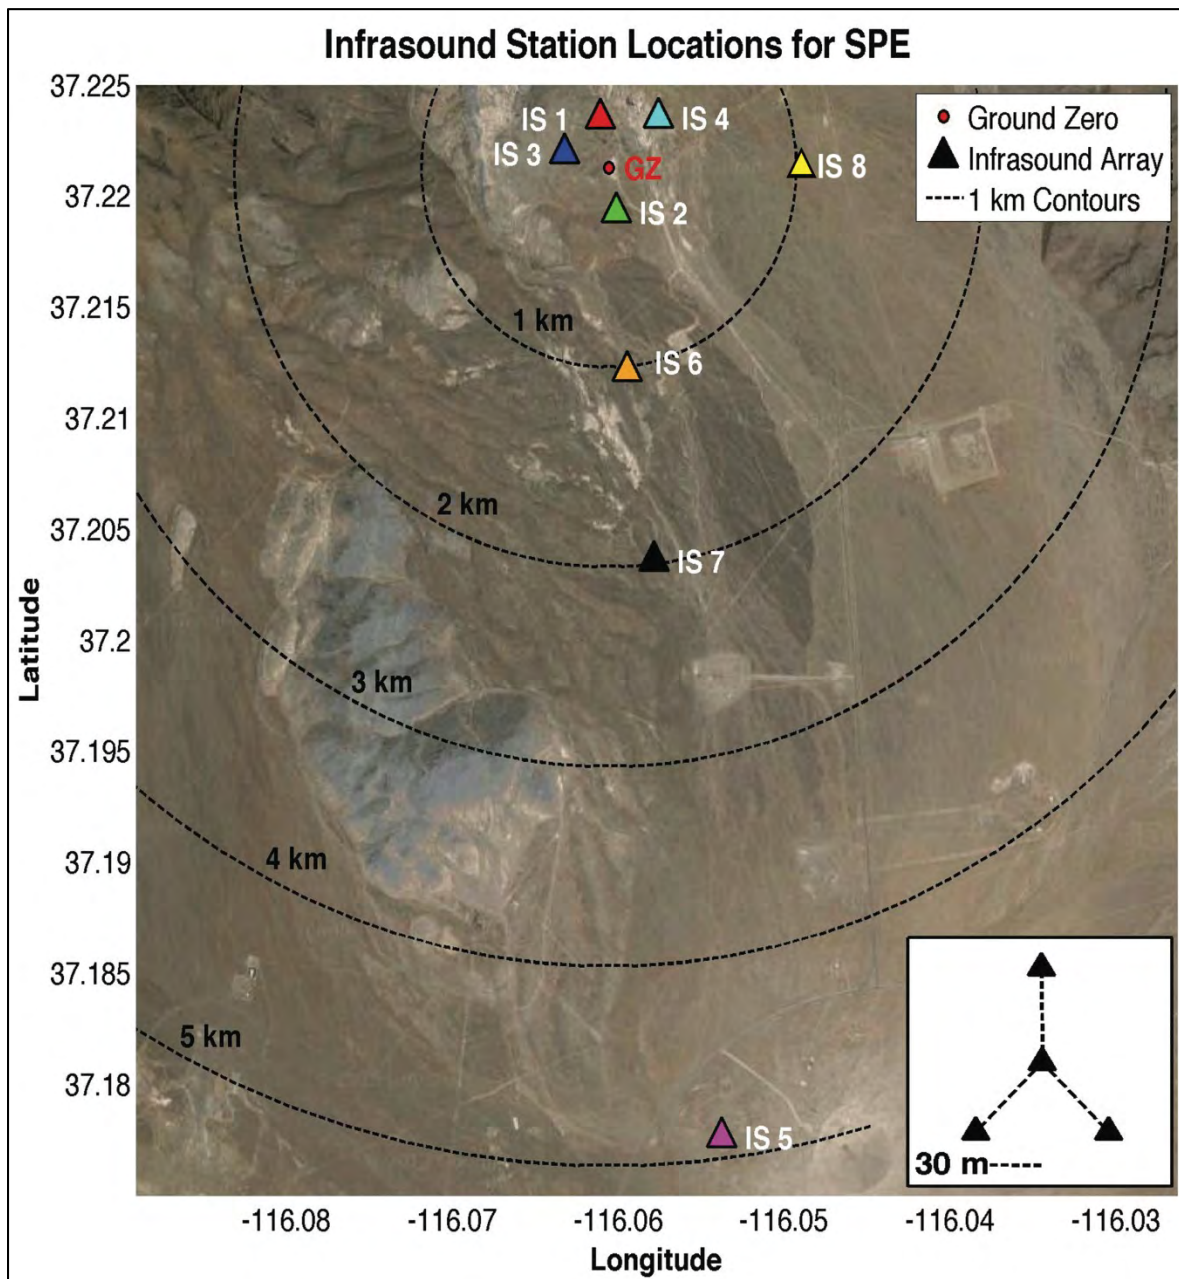 Infrasound Station Locations for SPE
37.225
37.22
37.215
37.21
37.205
37.2
37.195
37.19
37.185
37.18
Latitude
IS 1
IS 4
IS 3
GZ
IS 8
IS 2
Ground Zero
Infrasound Array
1 km Contours
1 km
IS 6
2 km
IS 7
3 km
4 km
5 km
IS 5
30 m
-116.08
-116.07
-116.06
-116.05
-116.04
-116.03
Longitude